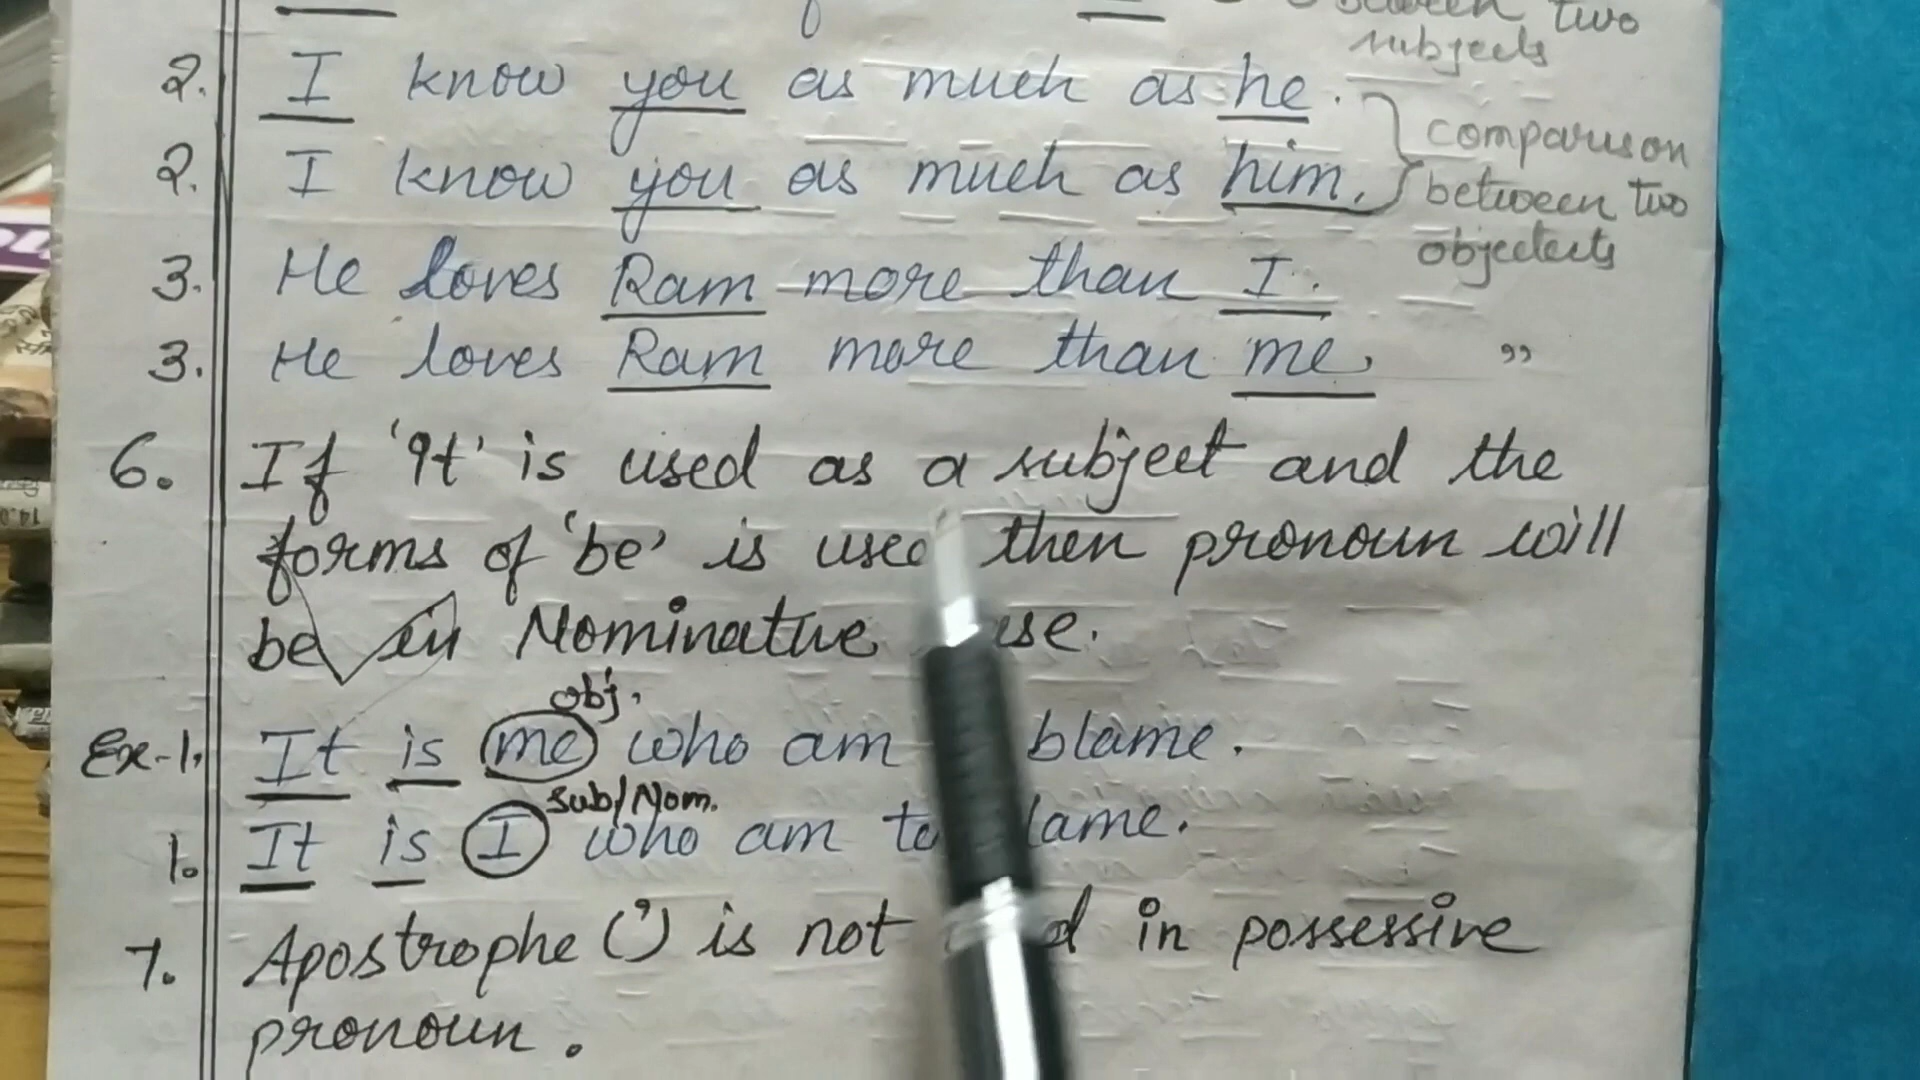 between two
subjects
2. I know you as much as he.
2. I know you as much as him.
comparison
between two
objectects
3. He loves Ram more than I.
3. He loves Ram more than me. ”
6. If 'It' is used as a subject and the
forms of 'be' is used then pronoun will
be in Nominative
obj.
Ex-1. It is me who am blame.
Sub/Nom.
1. It is I who am to lame.
7. Apostrophe (') is not in possessive
pronoun.